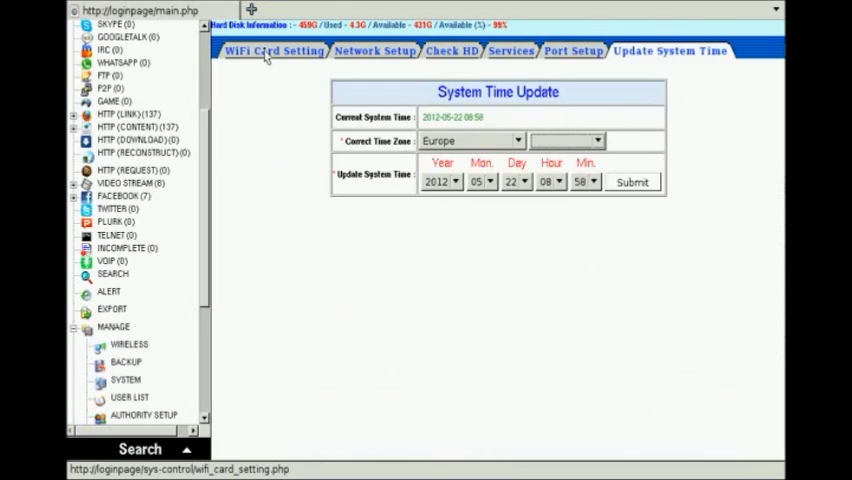 http://loginpage/main.php
Hard Disk Information : - 459G / Used - 4.3G / Available - 431G / Available (%) - 99%
SKYPE (0)
GOOGLETALK (0)
IRC (0)
WHATSAPP (0)
FTP (0)
P2P (0)
GAME (0)
HTTP (LINK) (137)
HTTP (CONTENT) (137)
HTTP (DOWNLOAD) (0)
HTTP (RECONSTRUCT) (0)
HTTP (REQUEST) (0)
VIDEO STREAM (8)
FACEBOOK (7)
TWITTER (0)
PLURK (0)
TELNET (0)
INCOMPLETE (0)
VOIP (0)
SEARCH
ALERT
EXPORT
MANAGE
WIRELESS
BACKUP
SYSTEM
USER LIST
AUTHORITY SETUP
Search
WiFi Card Setting
Network Setup
Check HD
Services
Port Setup
Update System Time
System Time Update
Current System Time : 2012-05-22 08:58
* Correct Time Zone : Europe
Year Mon. Day Hour Min.
* Update System Time : 2012 05 22 08 58 Submit
http://loginpage/sys-control/wifi_card_setting.php